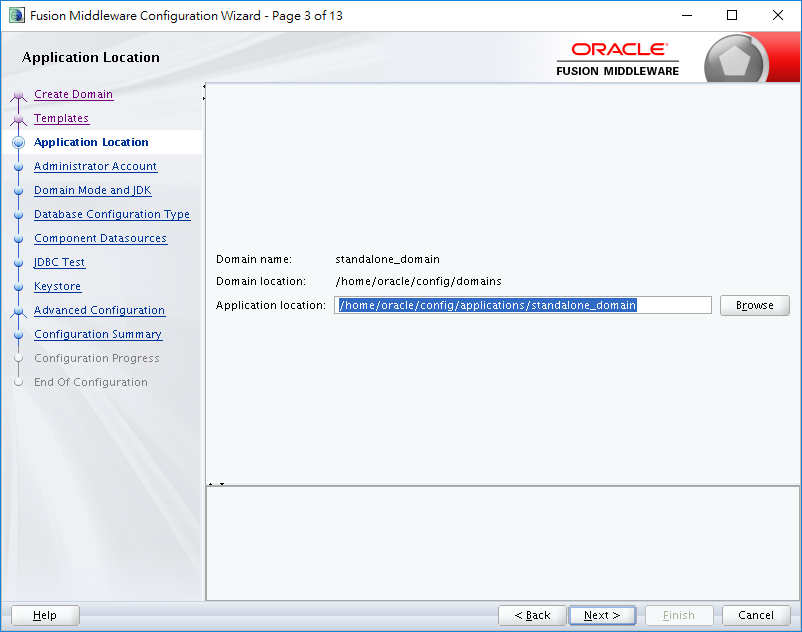 Fusion Middleware Configuration Wizard - Page 3 of 13
Application Location
ORACLE
FUSION MIDDLEWARE
Create Domain
Templates
Application Location
Administrator Account
Domain Mode and JDK
Database Configuration Type
Component Datasources
JDBC Test
Keystore
Advanced Configuration
Configuration Summary
Configuration Progress
End Of Configuration
Domain name: standalone_domain
Domain location: /home/oracle/config/domains
Application location: /home/oracle/config/applications/standalone_domain Browse
Help < Back Next > Finish Cancel